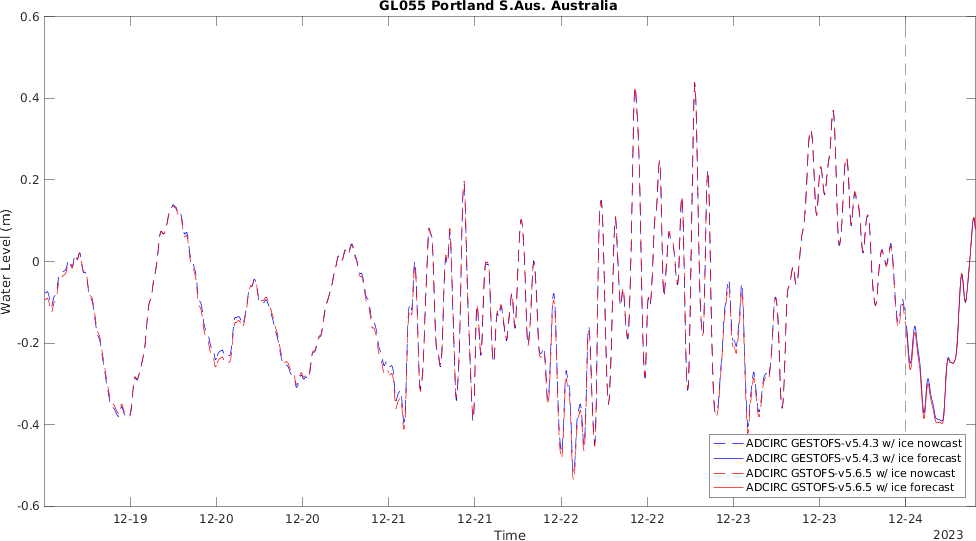 GL055 Portland S.Aus. Australia
0.6
0.4
0.2
0
-0.2
-0.4
-0.6
Water Level (m)
ADCIRC GESTOFS-v5.4.3 w/ ice nowcast
ADCIRC GESTOFS-v5.4.3 w/ ice forecast
ADCIRC GSTOFS-v5.6.5 w/ ice nowcast
ADCIRC GSTOFS-v5.6.5 w/ ice forecast
12-19 12-20 12-20 12-21 12-21 12-22 12-22 12-23 12-23 12-24
Time
2023